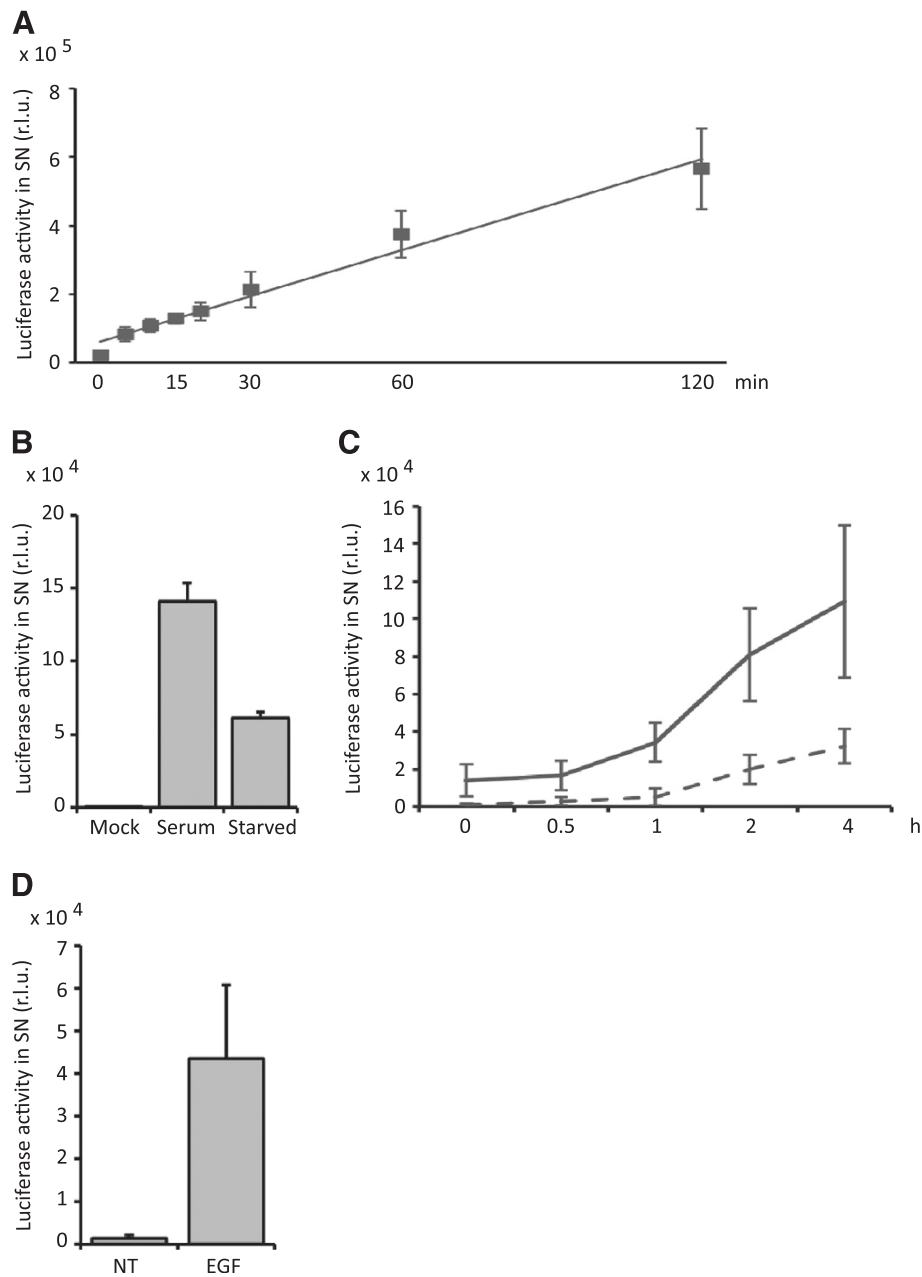 A
x 10 5
Luciferase activity in SN (r.l.u.)
8
6
4
2
0
0 15 30 60 120 min
B
x 10 4
Luciferase activity in SN (r.l.u.)
20
15
10
5
0
Mock Serum Starved
C
x 10 4
Luciferase activity in SN (r.l.u.)
16
14
12
10
8
6
4
2
0
0 0.5 1 2 4 h
D
x 10 4
Luciferase activity in SN (r.l.u.)
7
6
5
4
3
2
1
0
NT EGF